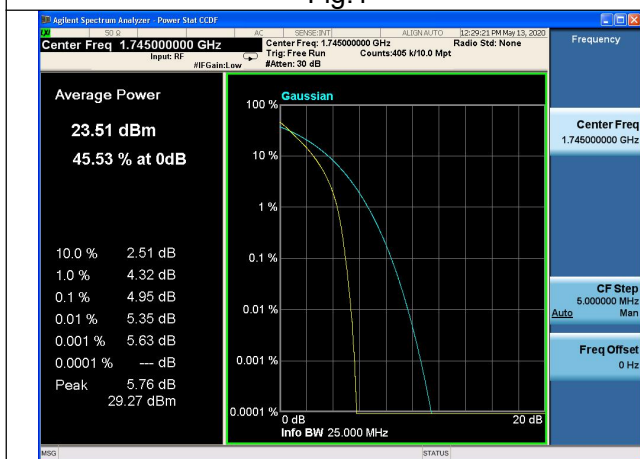 Agilent Spectrum Analyzer - Power Stat CCDF
50 Ω AC SENSE:INT ALIGN AUTO 12:29:21 PM May 13, 2020
Center Freq 1.745000000 GHz Center Freq: 1.745000000 GHz Radio Std: None Frequency
Input: RF Trig: Free Run Counts:405 k/10.0 Mpt
#IFGain:Low #Atten: 30 dB
Average Power
23.51 dBm
45.53 % at 0dB
10.0 % 2.51 dB
1.0 % 4.32 dB
0.1 % 4.95 dB
0.01 % 5.35 dB
0.001 % 5.63 dB
0.0001 % --- dB
Peak 5.76 dB
29.27 dBm
Gaussian
100 %
10 %
1 %
0.1 %
0.01 %
0.001 %
0.0001 %
0 dB 20 dB
Info BW 25.000 MHz
Center Freq
1.745000000 GHz
CF Step
5.000000 MHz
Auto Man
Freq Offset
0 Hz
MSG STATUS